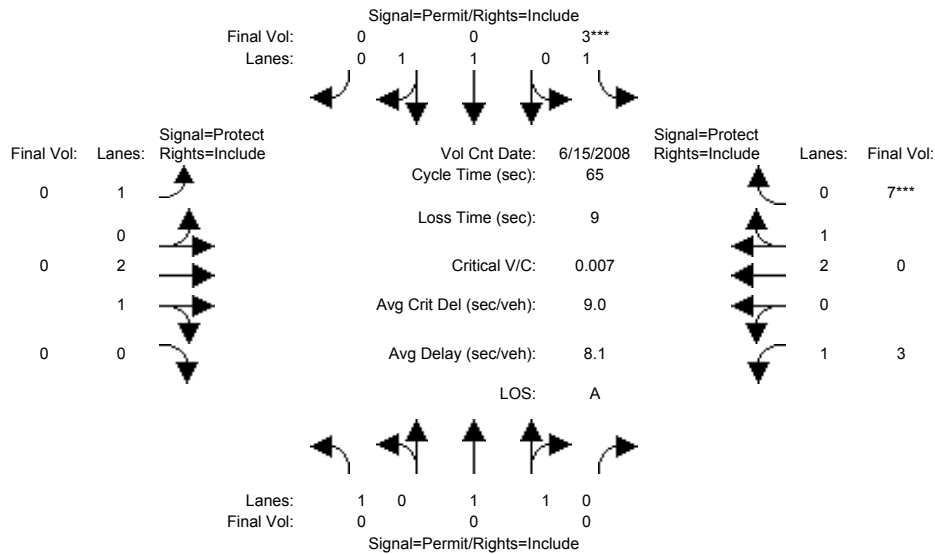 Signal=Permit/Rights=Include
Final Vol: 0 0 3***
Lanes: 0 1 1 0 1
Signal=Protect Signal=Protect
Final Vol: Lanes: Rights=Include Vol Cnt Date: 6/15/2008 Rights=Include Lanes: Final Vol:
Cycle Time (sec): 65
0 1 0 7***
Loss Time (sec): 9
0 1
0 2 Critical V/C: 0.007 2 0
1 Avg Crit Del (sec/veh): 9.0 0
0 0 Avg Delay (sec/veh): 8.1 1 3
LOS: A
Lanes: 1 0 1 1 0
Final Vol: 0 0 0
Signal=Permit/Rights=Include